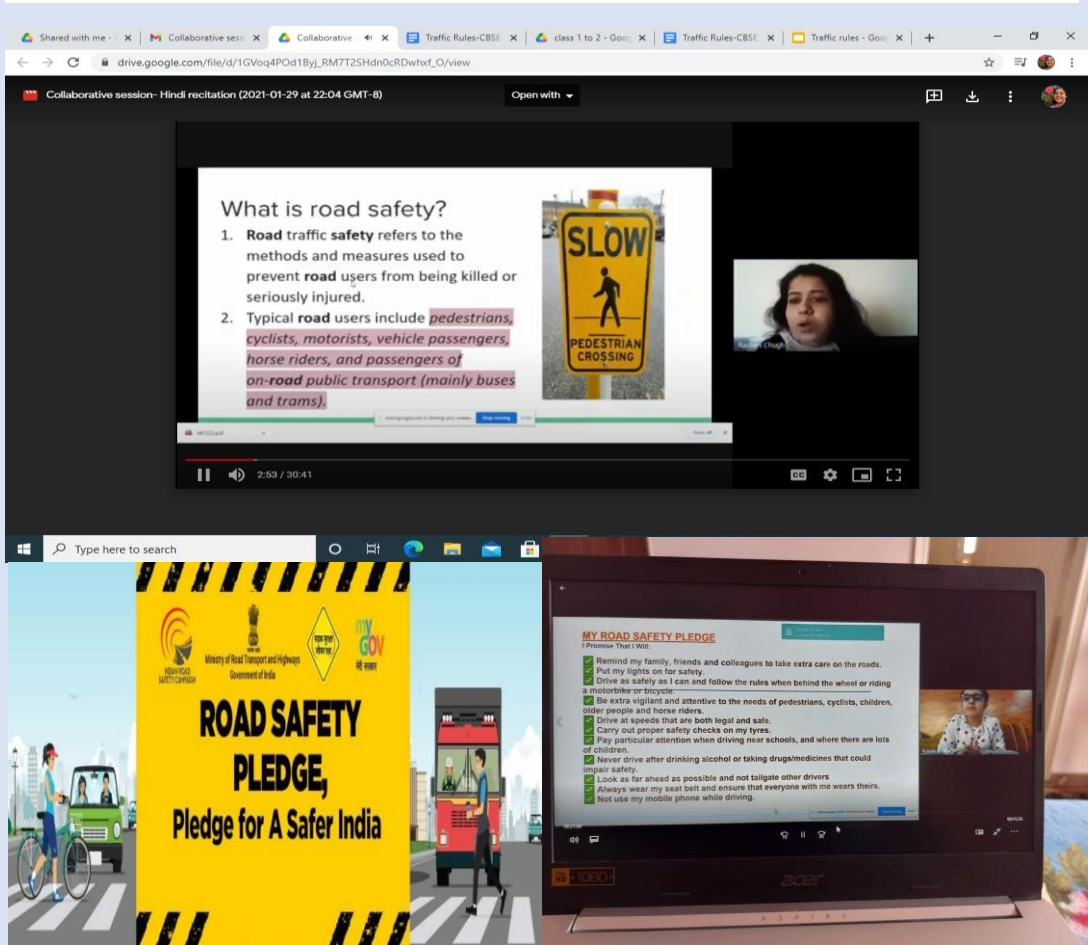 Shared with me -
Collaborative sess
Collaborative
Traffic Rules-CBSE
class 1 to 2 - Goog
Traffic Rules-CBSE
Traffic rules - Goog
drive.google.com/file/d/1GVoq4POd1Byj_RM7T2SHdn0cRDwhxf_O/view
Collaborative session- Hindi recitation (2021-01-29 at 22:04 GMT-8)
Open with
What is road safety?
1. Road traffic safety refers to the
methods and measures used to
prevent road users from being killed or
seriously injured.
2. Typical road users include pedestrians,
cyclists, motorists, vehicle passengers,
horse riders, and passengers of
on-road public transport (mainly buses
and trams).
SLOW
PEDESTRIAN
CROSSING
Chugh
Stop sharing
2:53 / 30:41
CC
Type here to search
INDIAN ROAD
SAFETY CAMPAIGN
Ministry of Road Transport and Highways
Government of India
सड़क सुरक्षा
जीवन रक्षा
my
GOV
मेरी सरकार
ROAD SAFETY
PLEDGE,
Pledge for A Safer India
MY ROAD SAFETY PLEDGE
I Promise That I Will:
Remind my family, friends and colleagues to take extra care on the roads.
Put my lights on for safety.
Drive as safely as I can and follow the rules when behind the wheel or riding
a motorbike or bicycle.
Be extra vigilant and attentive to the needs of pedestrians, cyclists, children,
older people and horse riders.
Drive at speeds that are both legal and safe.
Carry out proper safety checks on my tyres.
Pay particular attention when driving near schools, and where there are lots
of children.
Never drive after drinking alcohol or taking drugs/medicines that could
impair safety.
Look as far ahead as possible and not tailgate other drivers
Always wear my seat belt and ensure that everyone with me wears theirs.
Not use my mobile phone while driving.
FULL HD 1080
acer
ASPIRE